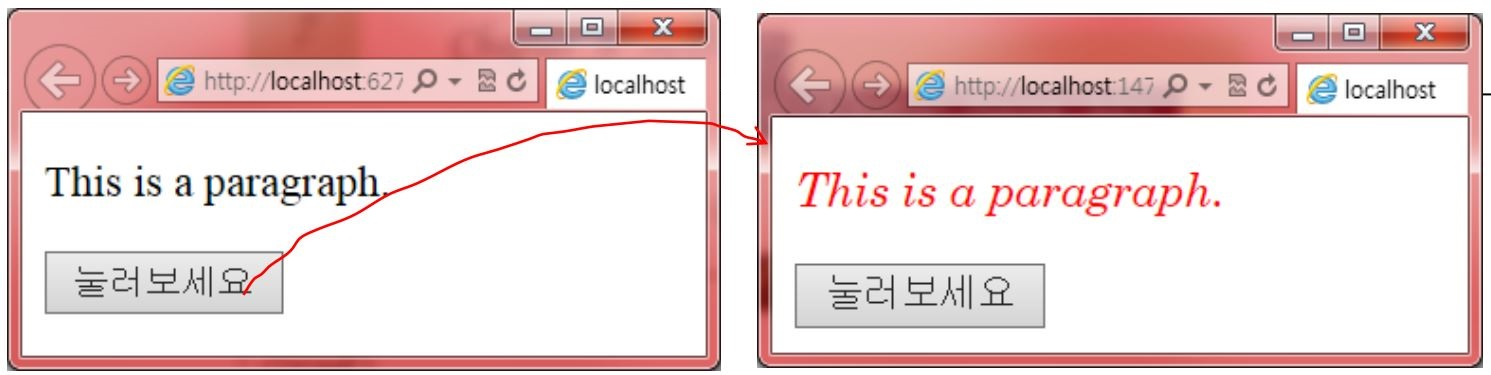 http://localhost:627
localhost
This is a paragraph.
눌러보세요
http://localhost:147
localhost
This is a paragraph.
눌러보세요